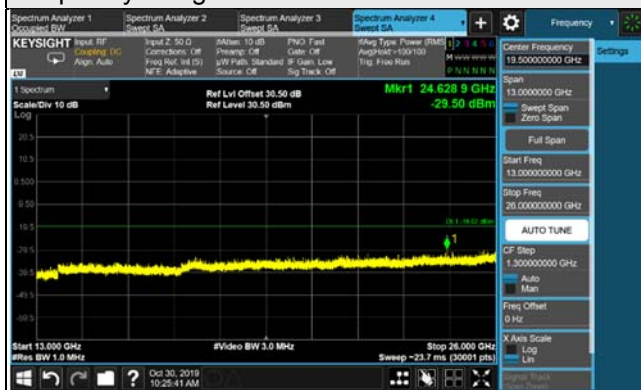 Spectrum Analyzer 1
Occupied BW
Spectrum Analyzer 2
Swept SA
Spectrum Analyzer 3
Swept SA
Spectrum Analyzer 4
Swept SA
Frequency
KEYSIGHT
Input: RF
Coupling: DC
Align: Auto
Input Z: 50 Ω
Corrections: Off
Freq Ref: Int (S)
NFE: Adaptive
#Atten: 10 dB
Preamp: Off
µW Path: Standard
Source: Off
PNO: Fast
Gate: Off
IF Gain: Low
Sig Track: Off
#Avg Type: Power (RMS)
Avg|Hold: >100/100
Trig: Free Run
1 2 3 4 5 6
M W W W W W
P N N N N N
LXI
1 Spectrum
Scale/Div 10 dB
Log
Ref Lvl Offset 30.50 dB
Ref Level 30.50 dBm
Mkr1 24.628 9 GHz
-29.50 dBm
20.5
10.5
0.500
-9.50
-19.5
-29.5
-39.5
-49.5
-59.5
1
Start 13.000 GHz
#Res BW 1.0 MHz
#Video BW 3.0 MHz
Stop 26.000 GHz
Sweep ~23.7 ms (30001 pts)
Center Frequency
19.500000000 GHz
Settings
Span
13.0000000 GHz
Swept Span
Zero Span
Full Span
Start Freq
13.000000000 GHz
Stop Freq
26.000000000 GHz
AUTO TUNE
CF Step
1.300000000 GHz
Auto
Man
Freq Offset
0 Hz
X Axis Scale
Log
Lin
Signal Track
(Span Zoom)
?
Oct 30, 2019
10:25:41 AM